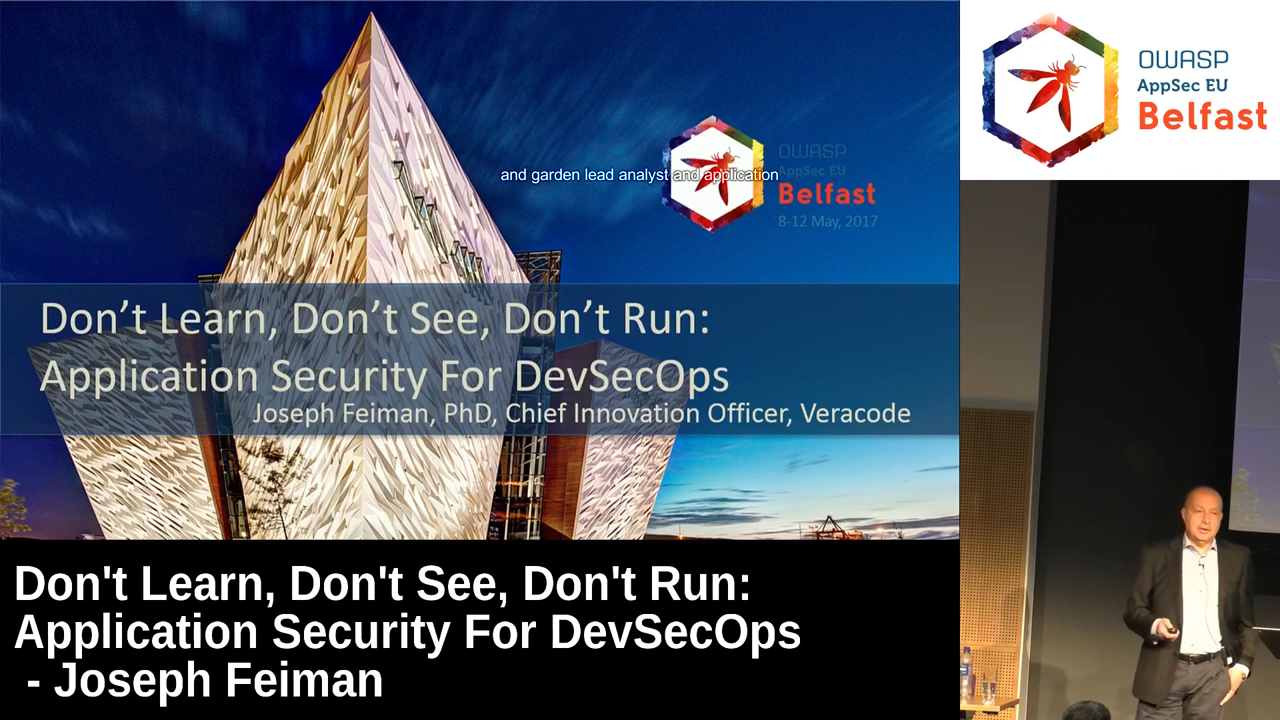 OWASP
AppSec EU
Belfast
8-12 May, 2017
and garden lead analyst and application
Don’t Learn, Don’t See, Don’t Run:
Application Security For DevSecOps
Joseph Feiman, PhD, Chief Innovation Officer, Veracode
OWASP
AppSec EU
Belfast
Don't Learn, Don't See, Don't Run:
Application Security For DevSecOps
- Joseph Feiman